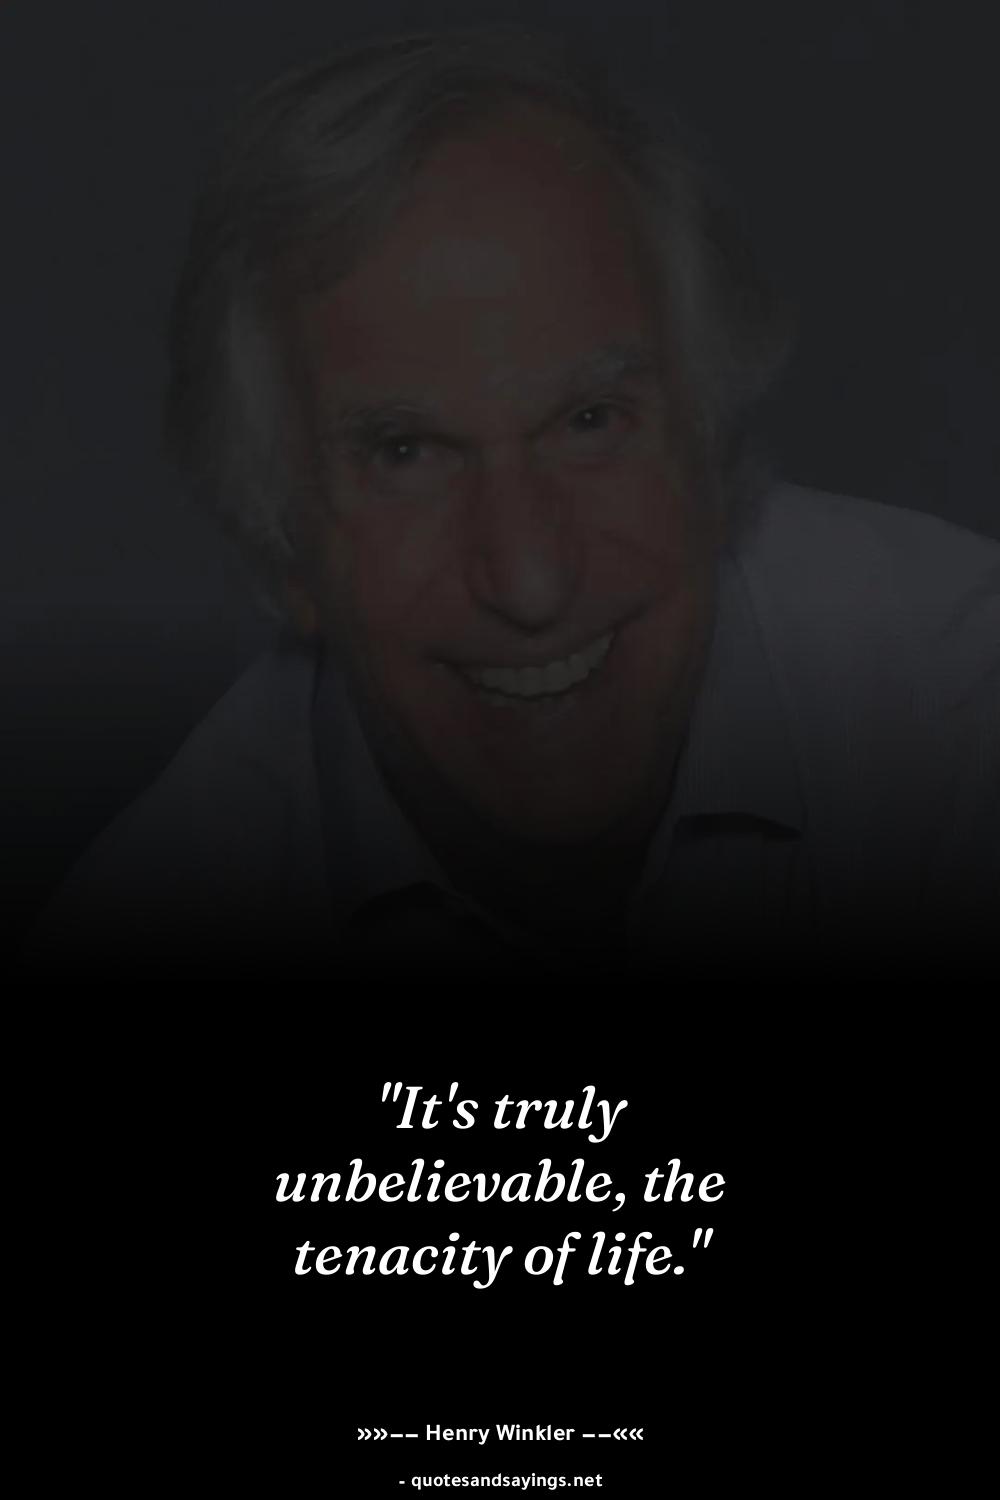 "It's truly
unbelievable, the
tenacity of life."
»»–– Henry Winkler ––««
- quotesandsayings.net